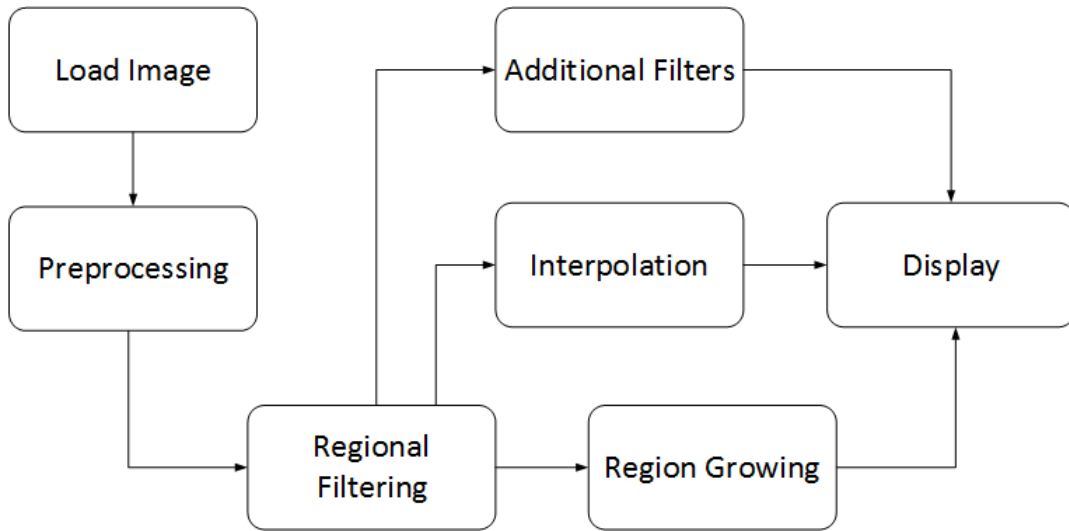 Load Image
Additional Filters
Preprocessing
Interpolation
Display
Regional
Filtering
Region Growing